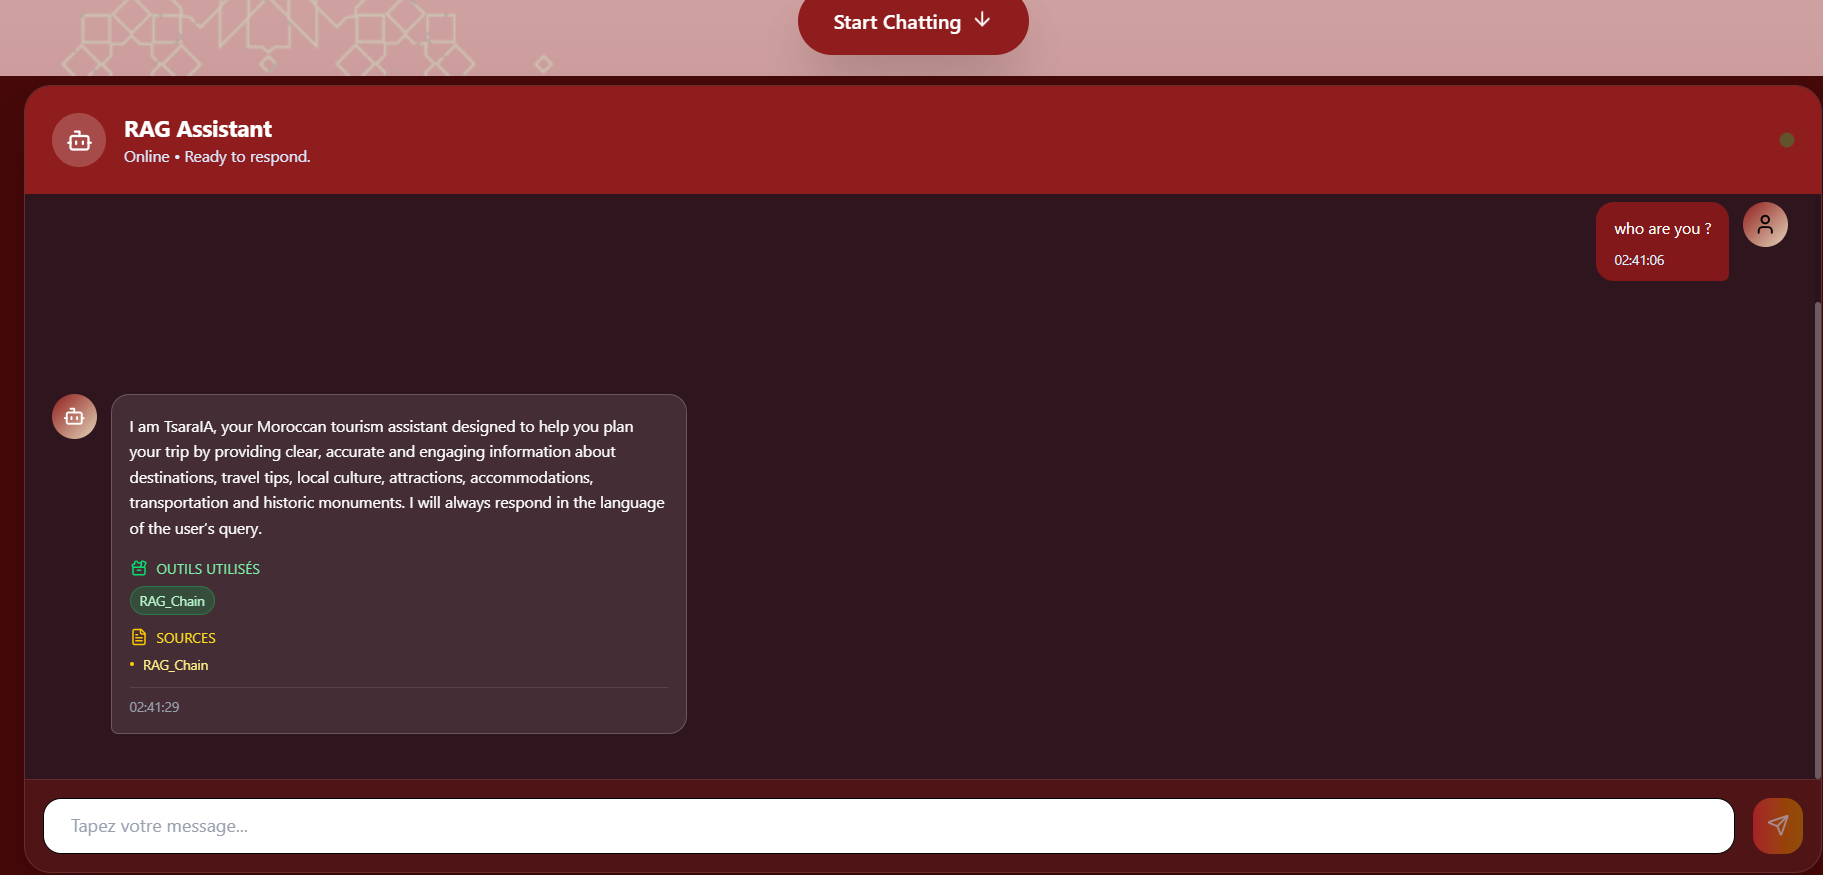 Start Chatting
RAG Assistant
Online • Ready to respond.
who are you ?
02:41:06
I am TsaraIA, your Moroccan tourism assistant designed to help you plan
your trip by providing clear, accurate and engaging information about
destinations, travel tips, local culture, attractions, accommodations,
transportation and historic monuments. I will always respond in the language
of the user’s query.
OUTILS UTILISÉS
RAG_Chain
SOURCES
• RAG_Chain
02:41:29
Tapez votre message...